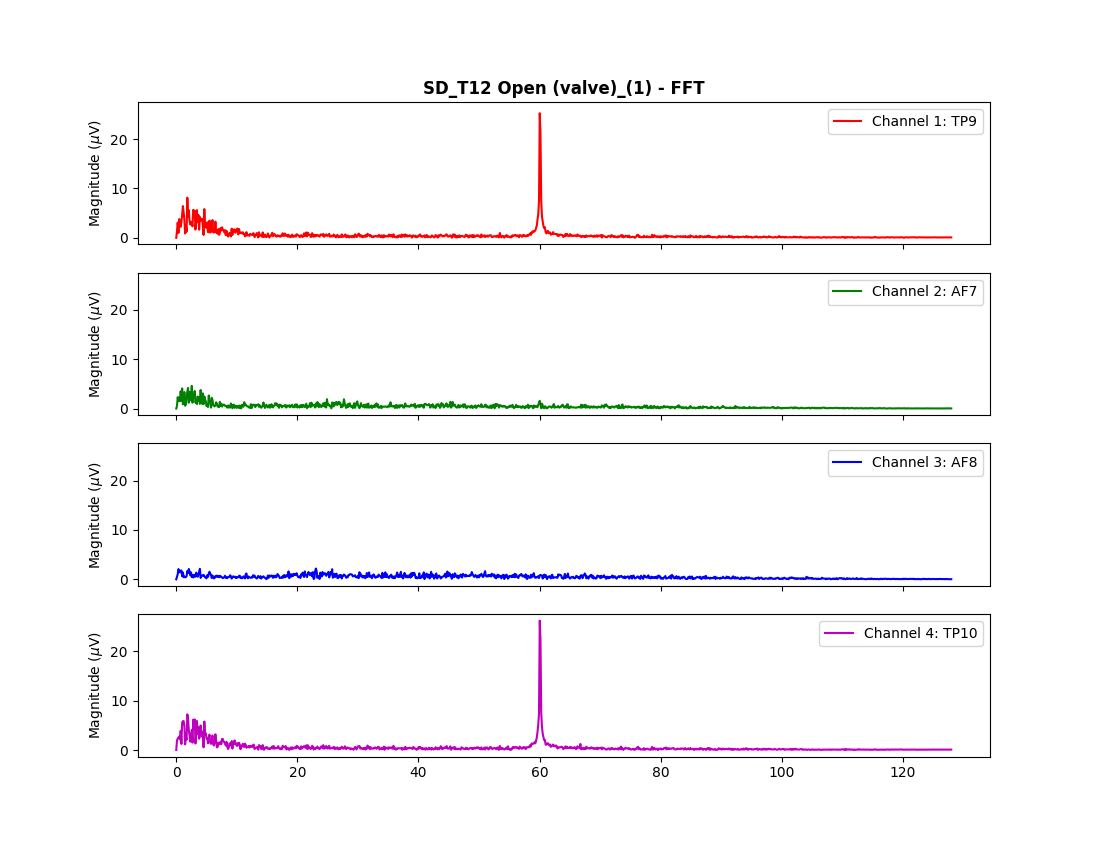 SD_T12 Open (valve)_(1) - FFT
Magnitude (μV)
20
10
0
Channel 1: TP9
Magnitude (μV)
20
10
0
Channel 2: AF7
Magnitude (μV)
20
10
0
Channel 3: AF8
Magnitude (μV)
20
10
0
Channel 4: TP10
0 20 40 60 80 100 120